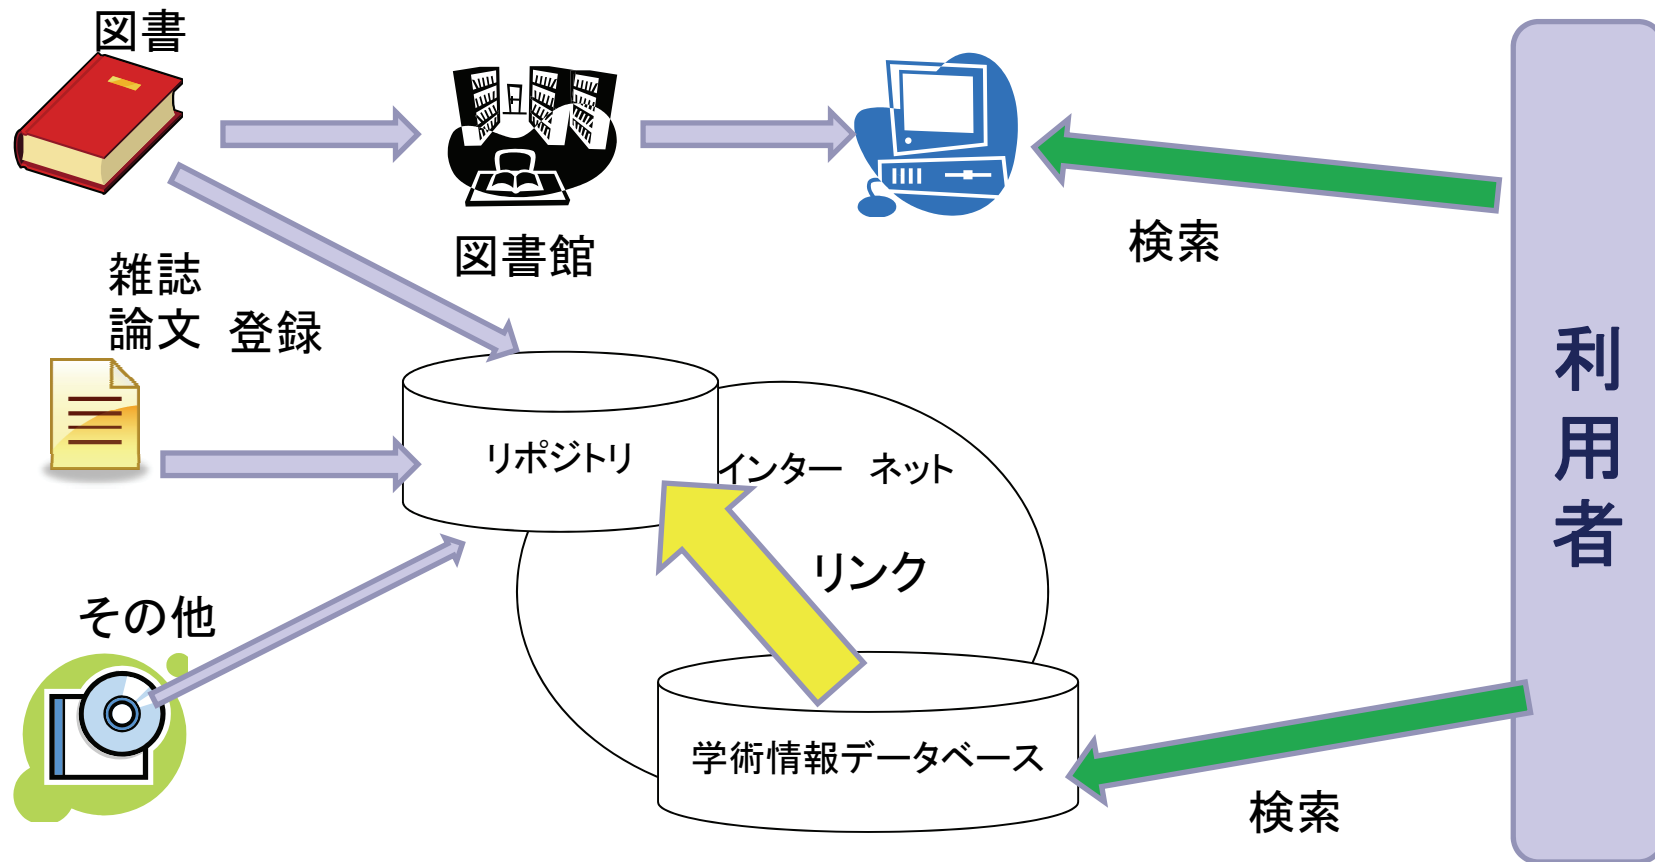 図書
図書館
検索
雑誌
論文 登録
リポジトリ
インター ネット
リンク
その他
学術情報データベース
検索
利用者